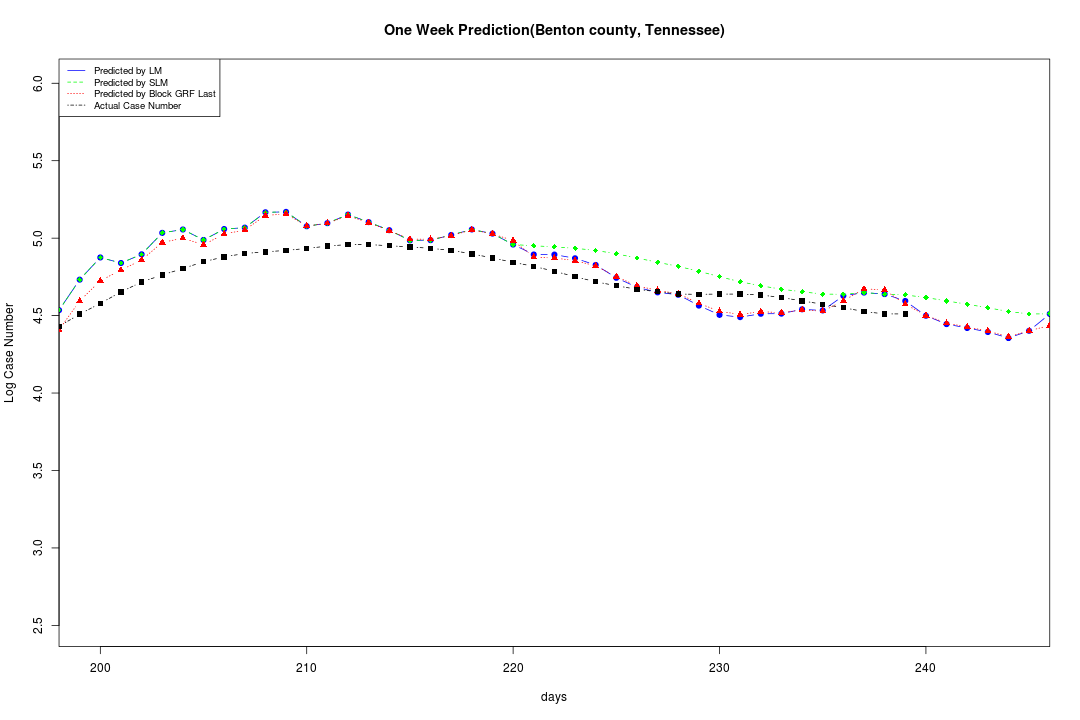 One Week Prediction(Benton county, Tennessee)
Predicted by LM
Predicted by SLM
Predicted by Block GRF Last
Actual Case Number
6.0
5.5
5.0
4.5
4.0
3.5
3.0
2.5
Log Case Number
200 210 220 230 240
days